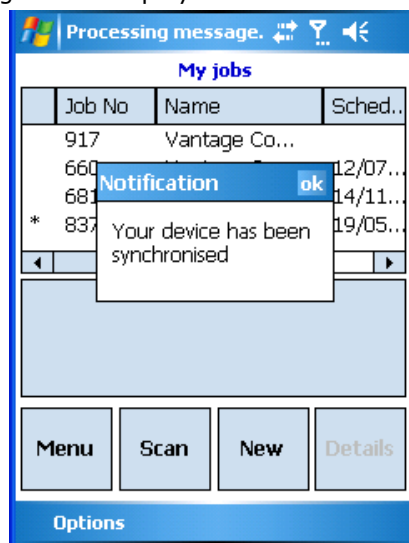 Processing message.
My jobs
Job No Name Sched..
917 Vantage Co...
660 12/07...
681 14/11...
* 837 19/05...
Notification ok
Your device has been
synchronised
Menu Scan New Details
Options